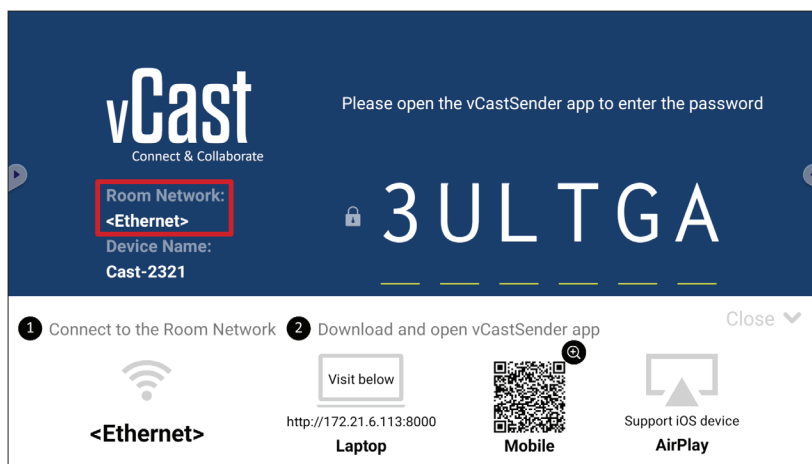 vCast
Connect & Collaborate
Please open the vCastSender app to enter the password
Room Network:
<Ethernet>
Device Name:
Cast-2321
3ULTGA
1 Connect to the Room Network
2 Download and open vCastSender app
Close
<Ethernet>
Visit below
http://172.21.6.113:8000
Laptop
Mobile
Support iOS device
AirPlay